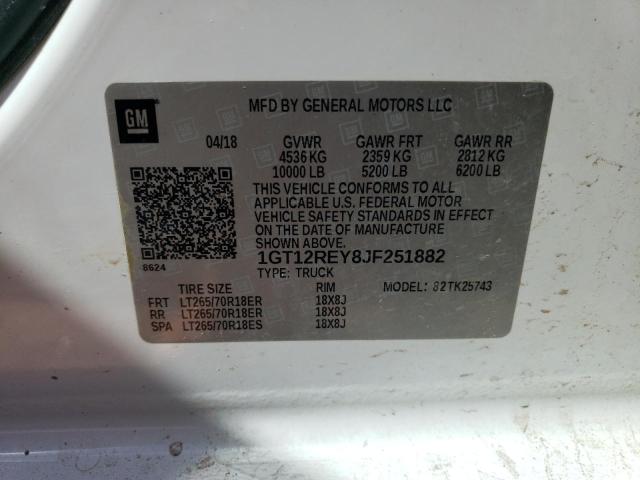 GM
MFD BY GENERAL MOTORS LLC
04/18 GVWR GAWR FRT GAWR RR
4536 KG 2359 KG 2812 KG
10000 LB 5200 LB 6200 LB
THIS VEHICLE CONFORMS TO ALL
APPLICABLE U.S. FEDERAL MOTOR
VEHICLE SAFETY STANDARDS IN EFFECT
ON THE DATE OF MANUFACTURE
SHOWN ABOVE.
8624 1GT12REY8JF251882
TYPE: TRUCK
TIRE SIZE RIM MODEL: 82TK25743
FRT LT265/70R18ER 18X8J
RR LT265/70R18ER 18X8J
SPA LT265/70R18ES 18X8J